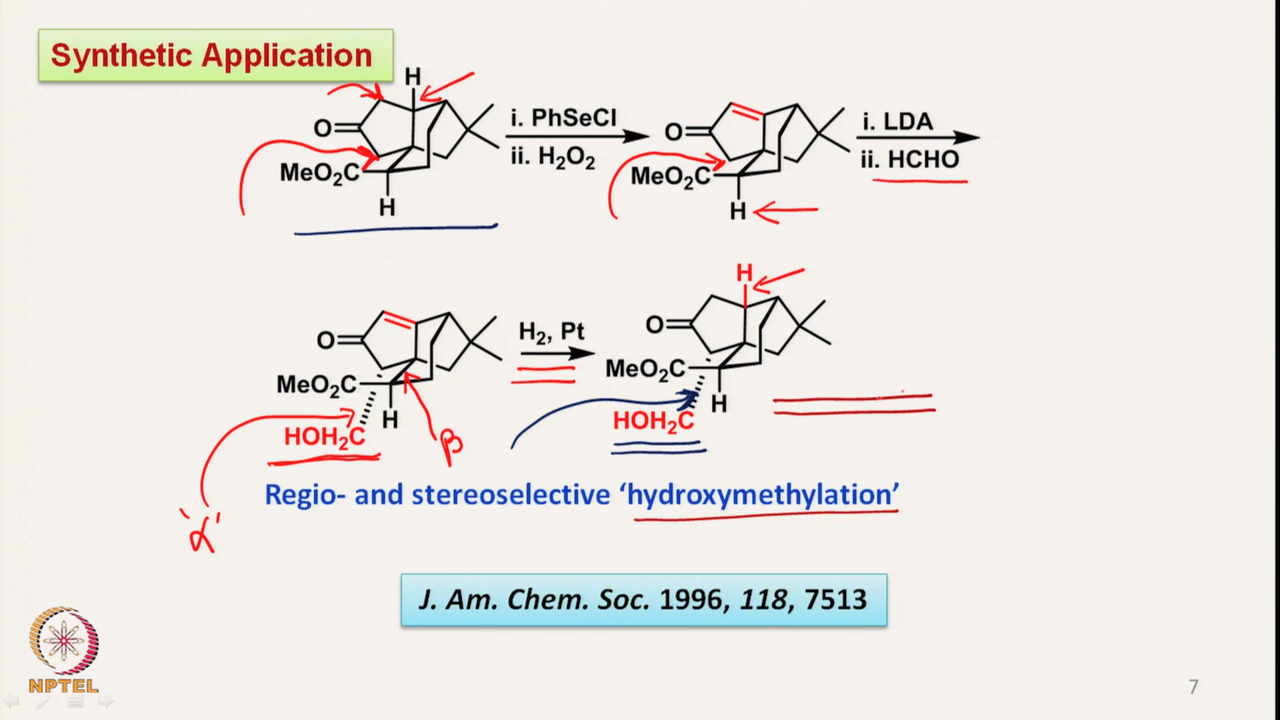 Synthetic Application
H
O
MeO₂C
H
i. PhSeCl
ii. H₂O₂
O
MeO₂C
H
i. LDA
ii. HCHO
O
MeO₂C
H
HOH₂C
β
'α'
H₂, Pt
H
O
MeO₂C
H
HOH₂C
Regio- and stereoselective ‘hydroxymethylation’
J. Am. Chem. Soc. 1996, 118, 7513
NPTEL
7